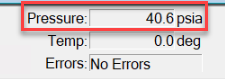 Pressure: 40.6 psia
Temp: 0.0 deg
Errors: No Errors